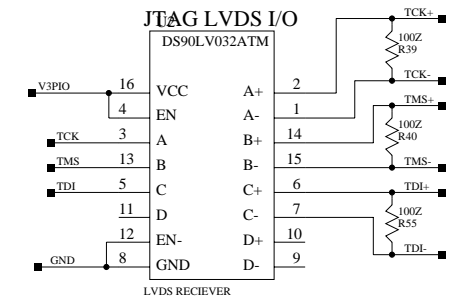 JTAG LVDS I/O
U2
DS90LV032ATM
V3PIO 16 VCC A+ 2 TCK+
4 EN A- 1 TCK-
100Z
R39
TCK 3 A B+ 14 TMS+
TMS 13 B B- 15 TMS-
100Z
R40
TDI 5 C C+ 6 TDI+
11 D C- 7 TDI-
100Z
R55
12 EN- D+ 10
GND 8 GND D- 9
LVDS RECIEVER